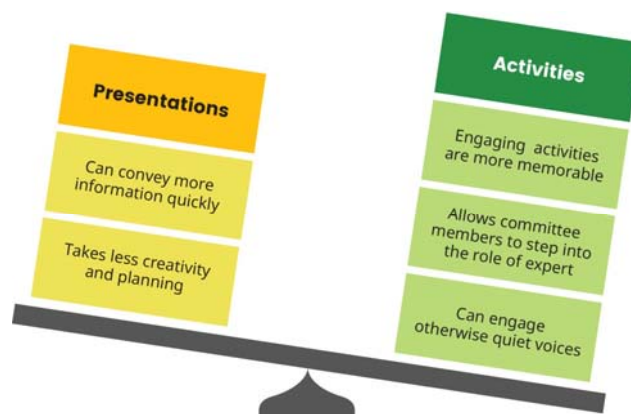 Presentations
Can convey more
information quickly
Takes less creativity
and planning
Activities
Engaging activities
are more memorable
Allows committee
members to step into
the role of expert
Can engage
otherwise quiet voices